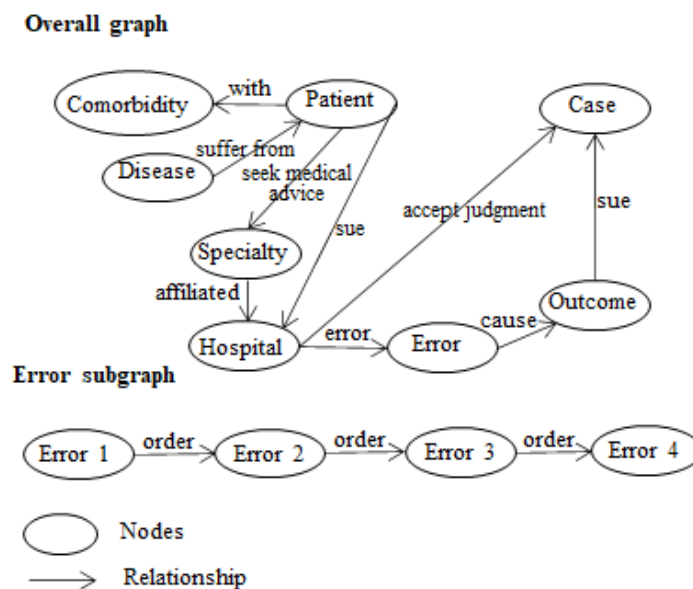 Overall graph
Comorbidity
with
Patient
Case
Disease
suffer from
seek medical
advice
accept judgment
sue
sue
Specialty
affiliated
Outcome
Hospital
error
Error
cause
Error subgraph
Error 1
order
Error 2
order
Error 3
order
Error 4
Nodes
Relationship